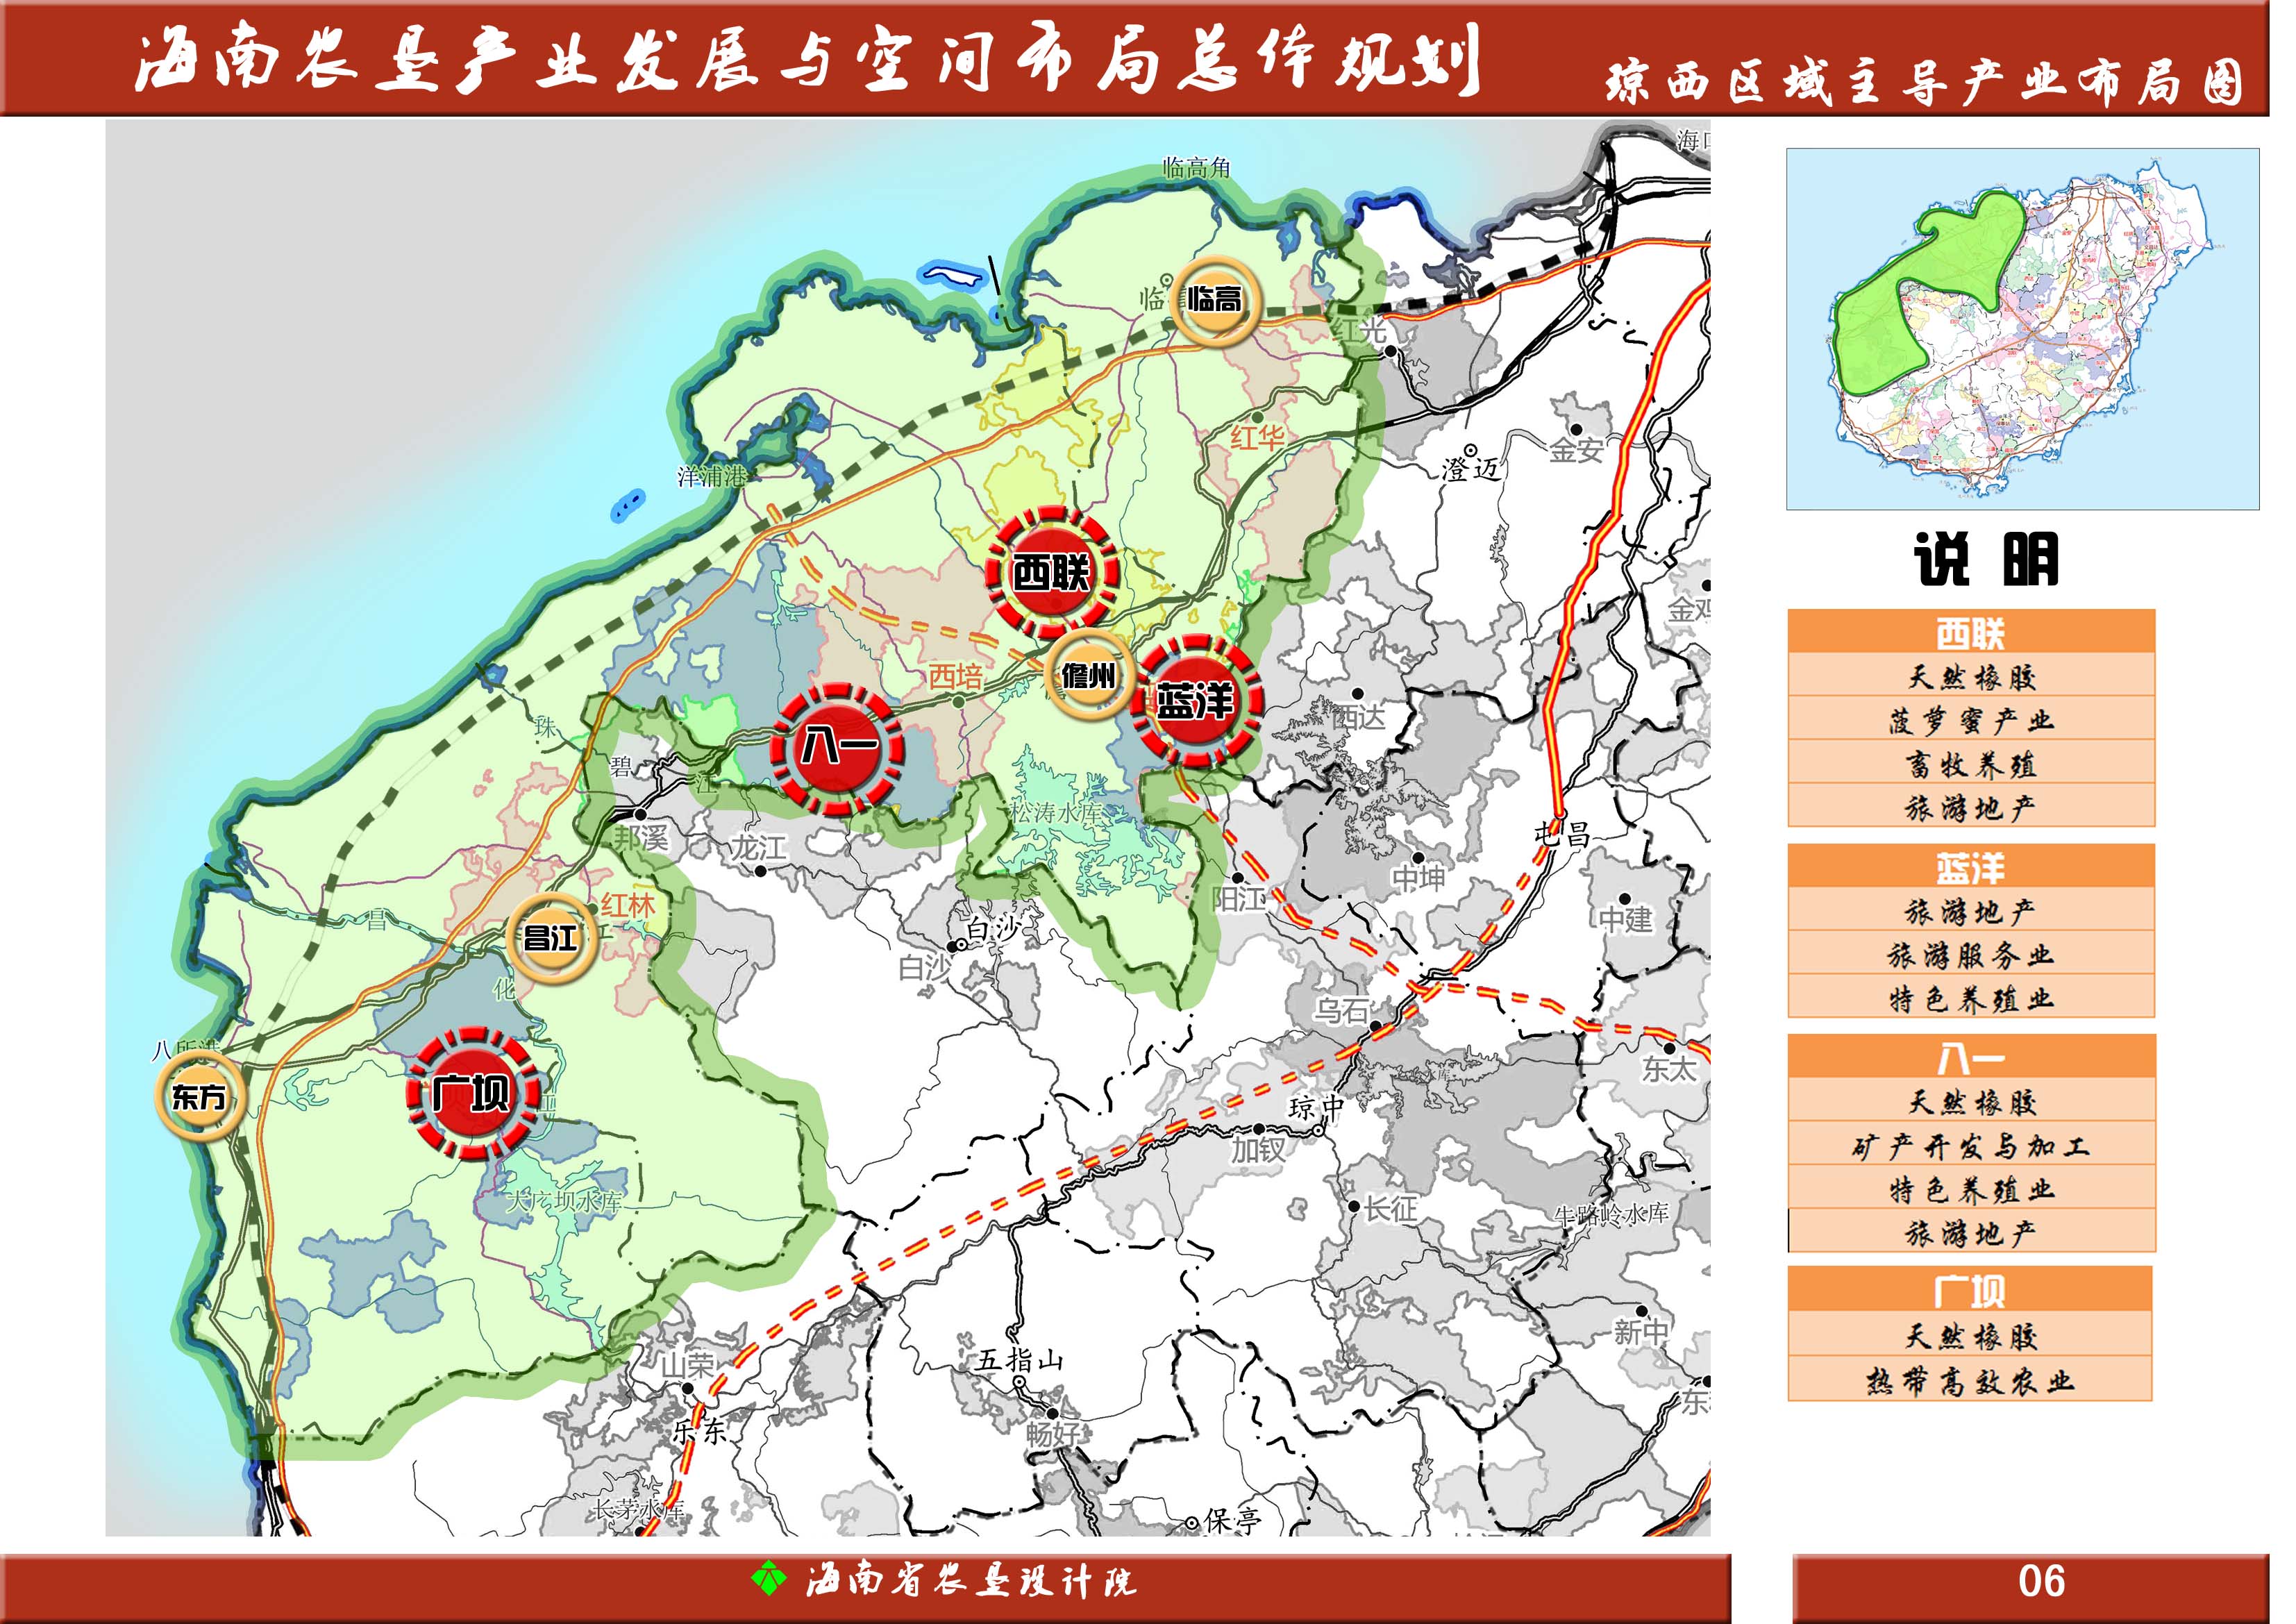 海南农垦产业发展与空间布局总体规划
琼西区域主导产业布局图
临高角
临高
红光
红华
澄迈
金安
洋浦港
西联
金鸡
儋州
西培
蓝洋
西达
八一
珠
碧
江
松涛水库
邦溪
龙江
屯昌
中坤
阳江
中建
红林
昌江
昌
化
江
白沙
白沙
乌石
八所港
东方
广坝
东太
琼中
加钗
大广坝水库
长征
牛路岭水库
新中
山荣
五指山
乐东
畅好
长茅水库
保亭
说明
西联
天然橡胶
菠萝蜜产业
畜牧养殖
旅游地产
蓝洋
旅游地产
旅游服务业
特色养殖业
八一
天然橡胶
矿产开发与加工
特色养殖业
旅游地产
广坝
天然橡胶
热带高效农业
海南省农垦设计院
06